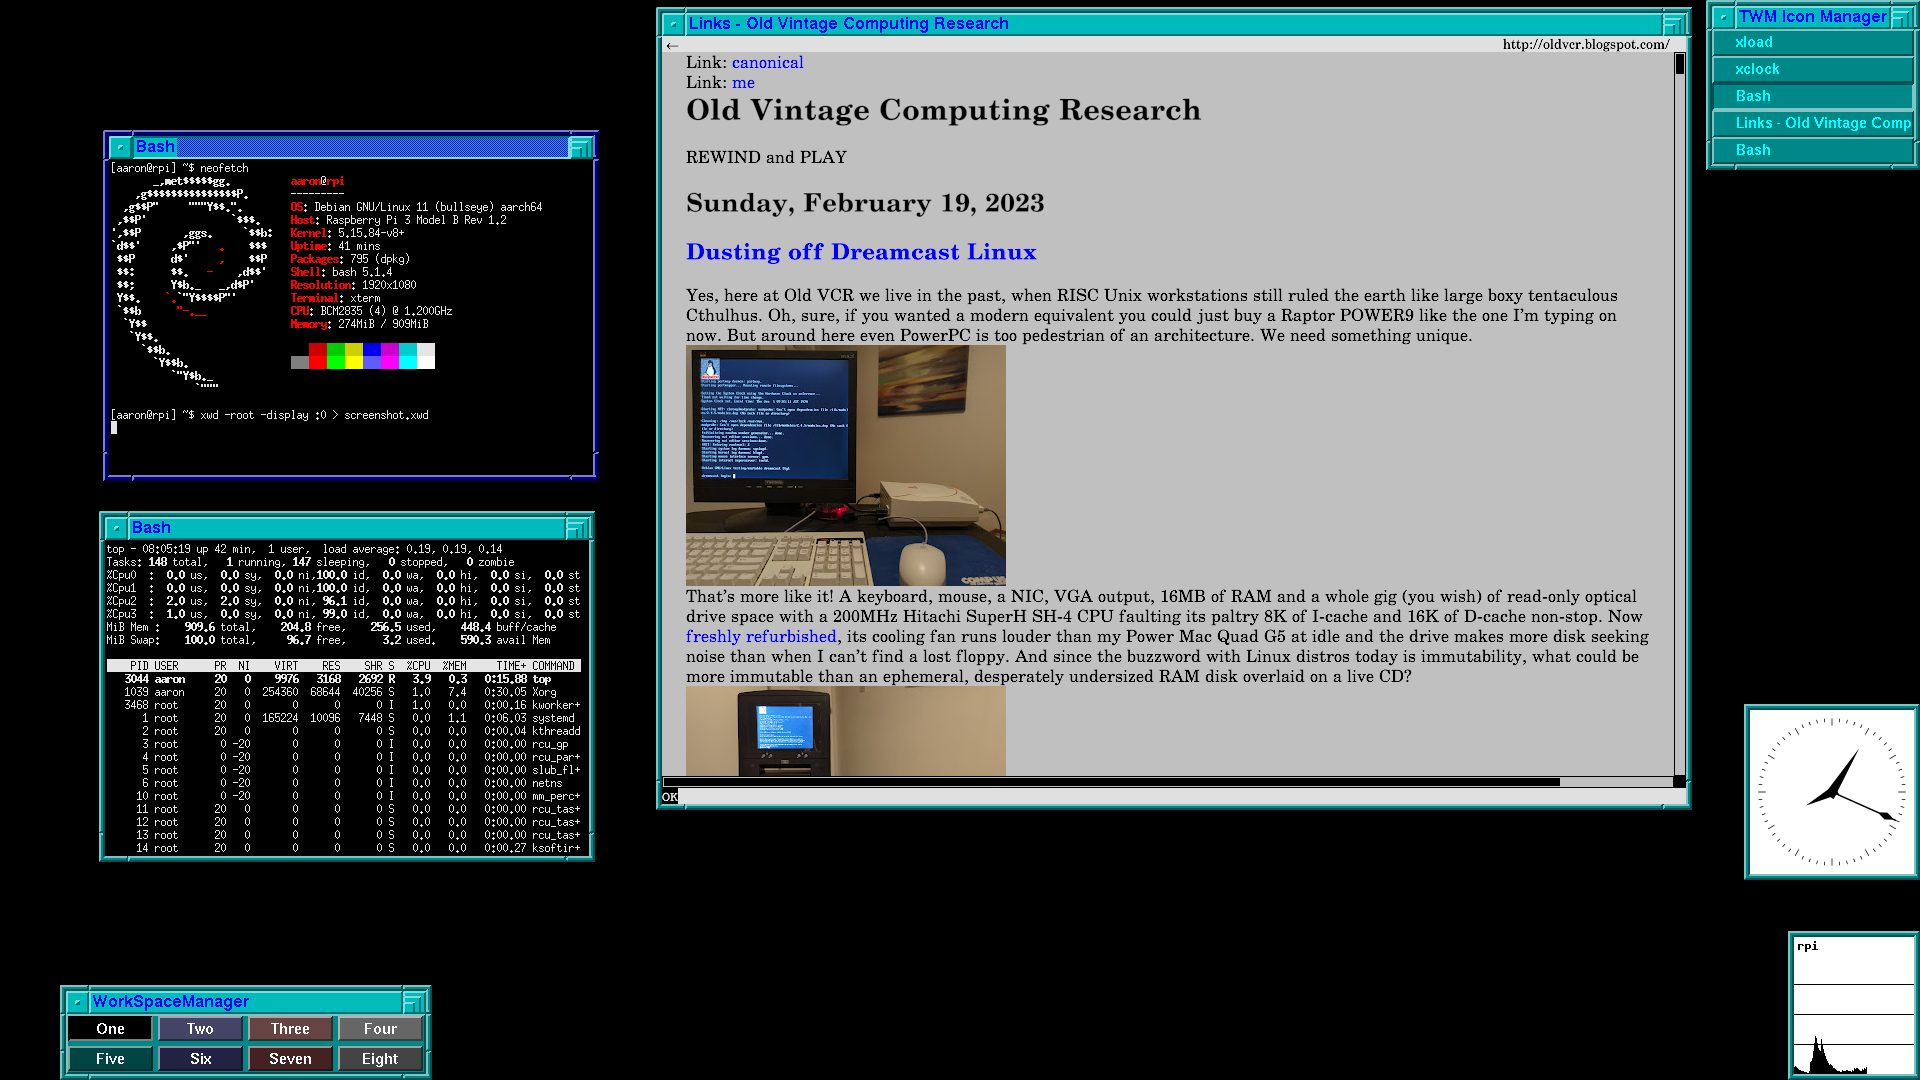 Bash
[aaron@rpi] ~$ neofetch
aaron@rpi
---------
OS: Debian GNU/Linux 11 (bullseye) aarch64
Host: Raspberry Pi 3 Model B Rev 1.2
Kernel: 5.15.84-v8+
Uptime: 41 mins
Packages: 795 (dpkg)
Shell: bash 5.1.4
Resolution: 1920x1080
Terminal: xterm
CPU: BCM2835 (4) @ 1.200GHz
Memory: 274MiB / 909MiB
[aaron@rpi] ~$ xwd -root -display :0 > screenshot.xwd
Bash
top - 08:05:19 up 42 min,  1 user,  load average: 0.19, 0.19, 0.14
Tasks: 148 total,   1 running, 147 sleeping,   0 stopped,   0 zombie
%Cpu0  :  0.0 us,  0.0 sy,  0.0 ni,100.0 id,  0.0 wa,  0.0 hi,  0.0 si,  0.0 st
%Cpu1  :  0.0 us,  0.0 sy,  0.0 ni,100.0 id,  0.0 wa,  0.0 hi,  0.0 si,  0.0 st
%Cpu2  :  2.0 us,  2.0 sy,  0.0 ni, 96.1 id,  0.0 wa,  0.0 hi,  0.0 si,  0.0 st
%Cpu3  :  1.0 us,  0.0 sy,  0.0 ni, 99.0 id,  0.0 wa,  0.0 hi,  0.0 si,  0.0 st
MiB Mem :    909.6 total,    204.8 free,    256.5 used,    448.4 buff/cache
MiB Swap:    100.0 total,     96.7 free,      3.2 used.    590.3 avail Mem
PID USER      PR  NI    VIRT    RES    SHR S  %CPU  %MEM     TIME+ COMMAND
3044 aaron     20   0    9976   3168   2692 R   3.9   0.3   0:15.88 top
1039 aaron     20   0  254360  68644  40256 S   1.0   7.4   0:30.05 Xorg
3468 root      20   0       0      0      0 I   1.0   0.0   0:00.16 kworker+
1 root      20   0  165224  10096   7448 S   0.0   1.1   0:06.03 systemd
2 root      20   0       0      0      0 S   0.0   0.0   0:00.04 kthreadd
3 root       0 -20       0      0      0 I   0.0   0.0   0:00.00 rcu_gp
4 root       0 -20       0      0      0 I   0.0   0.0   0:00.00 rcu_par+
5 root       0 -20       0      0      0 I   0.0   0.0   0:00.00 slub_fl+
6 root       0 -20       0      0      0 I   0.0   0.0   0:00.00 netns
10 root       0 -20       0      0      0 I   0.0   0.0   0:00.00 mm_perc+
11 root      20   0       0      0      0 S   0.0   0.0   0:00.00 rcu_tas+
12 root      20   0       0      0      0 S   0.0   0.0   0:00.00 rcu_tas+
13 root      20   0       0      0      0 S   0.0   0.0   0:00.00 rcu_tas+
14 root      20   0       0      0      0 S   0.0   0.0   0:00.27 ksoftir+
WorkSpaceManager
One Two Three Four
Five Six Seven Eight
Links - Old Vintage Computing Research
http://oldvcr.blogspot.com/
Link: canonical
Link: me
Old Vintage Computing Research
REWIND and PLAY
Sunday, February 19, 2023
Dusting off Dreamcast Linux
Yes, here at Old VCR we live in the past, when RISC Unix workstations still ruled the earth like large boxy tentaculous
Cthulhus. Oh, sure, if you wanted a modern equivalent you could just buy a Raptor POWER9 like the one I'm typing on
now. But around here even PowerPC is too pedestrian of an architecture. We need something unique.
That's more like it! A keyboard, mouse, a NIC, VGA output, 16MB of RAM and a whole gig (you wish) of read-only optical
drive space with a 200MHz Hitachi SuperH SH-4 CPU faulting its paltry 8K of I-cache and 16K of D-cache non-stop. Now
freshly refurbished, its cooling fan runs louder than my Power Mac Quad G5 at idle and the drive makes more disk seeking
noise than when I can't find a lost floppy. And since the buzzword with Linux distros today is immutability, what could be
more immutable than an ephemeral, desperately undersized RAM disk overlaid on a live CD?
OK
TWM Icon Manager
xload
xclock
Bash
Links - Old Vintage Comp
Bash
rpi